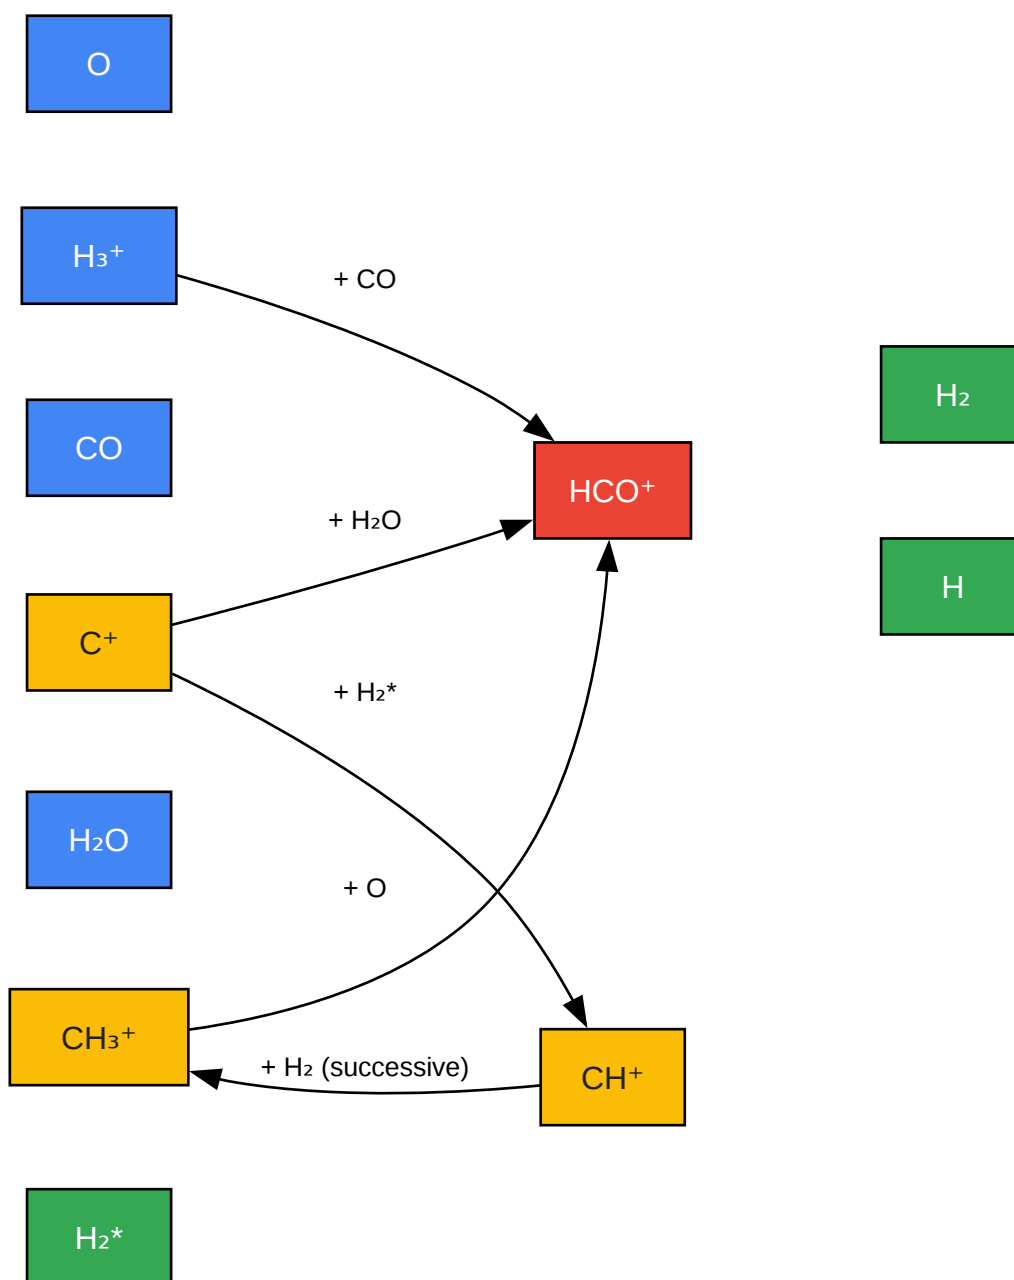 O
H₃⁺
+ CO
H₂
CO
HCO⁺
+ H₂O
H
C⁺
+ H₂*
H₂O
+ O
CH₃⁺
+ H₂ (successive)
CH⁺
H₂*